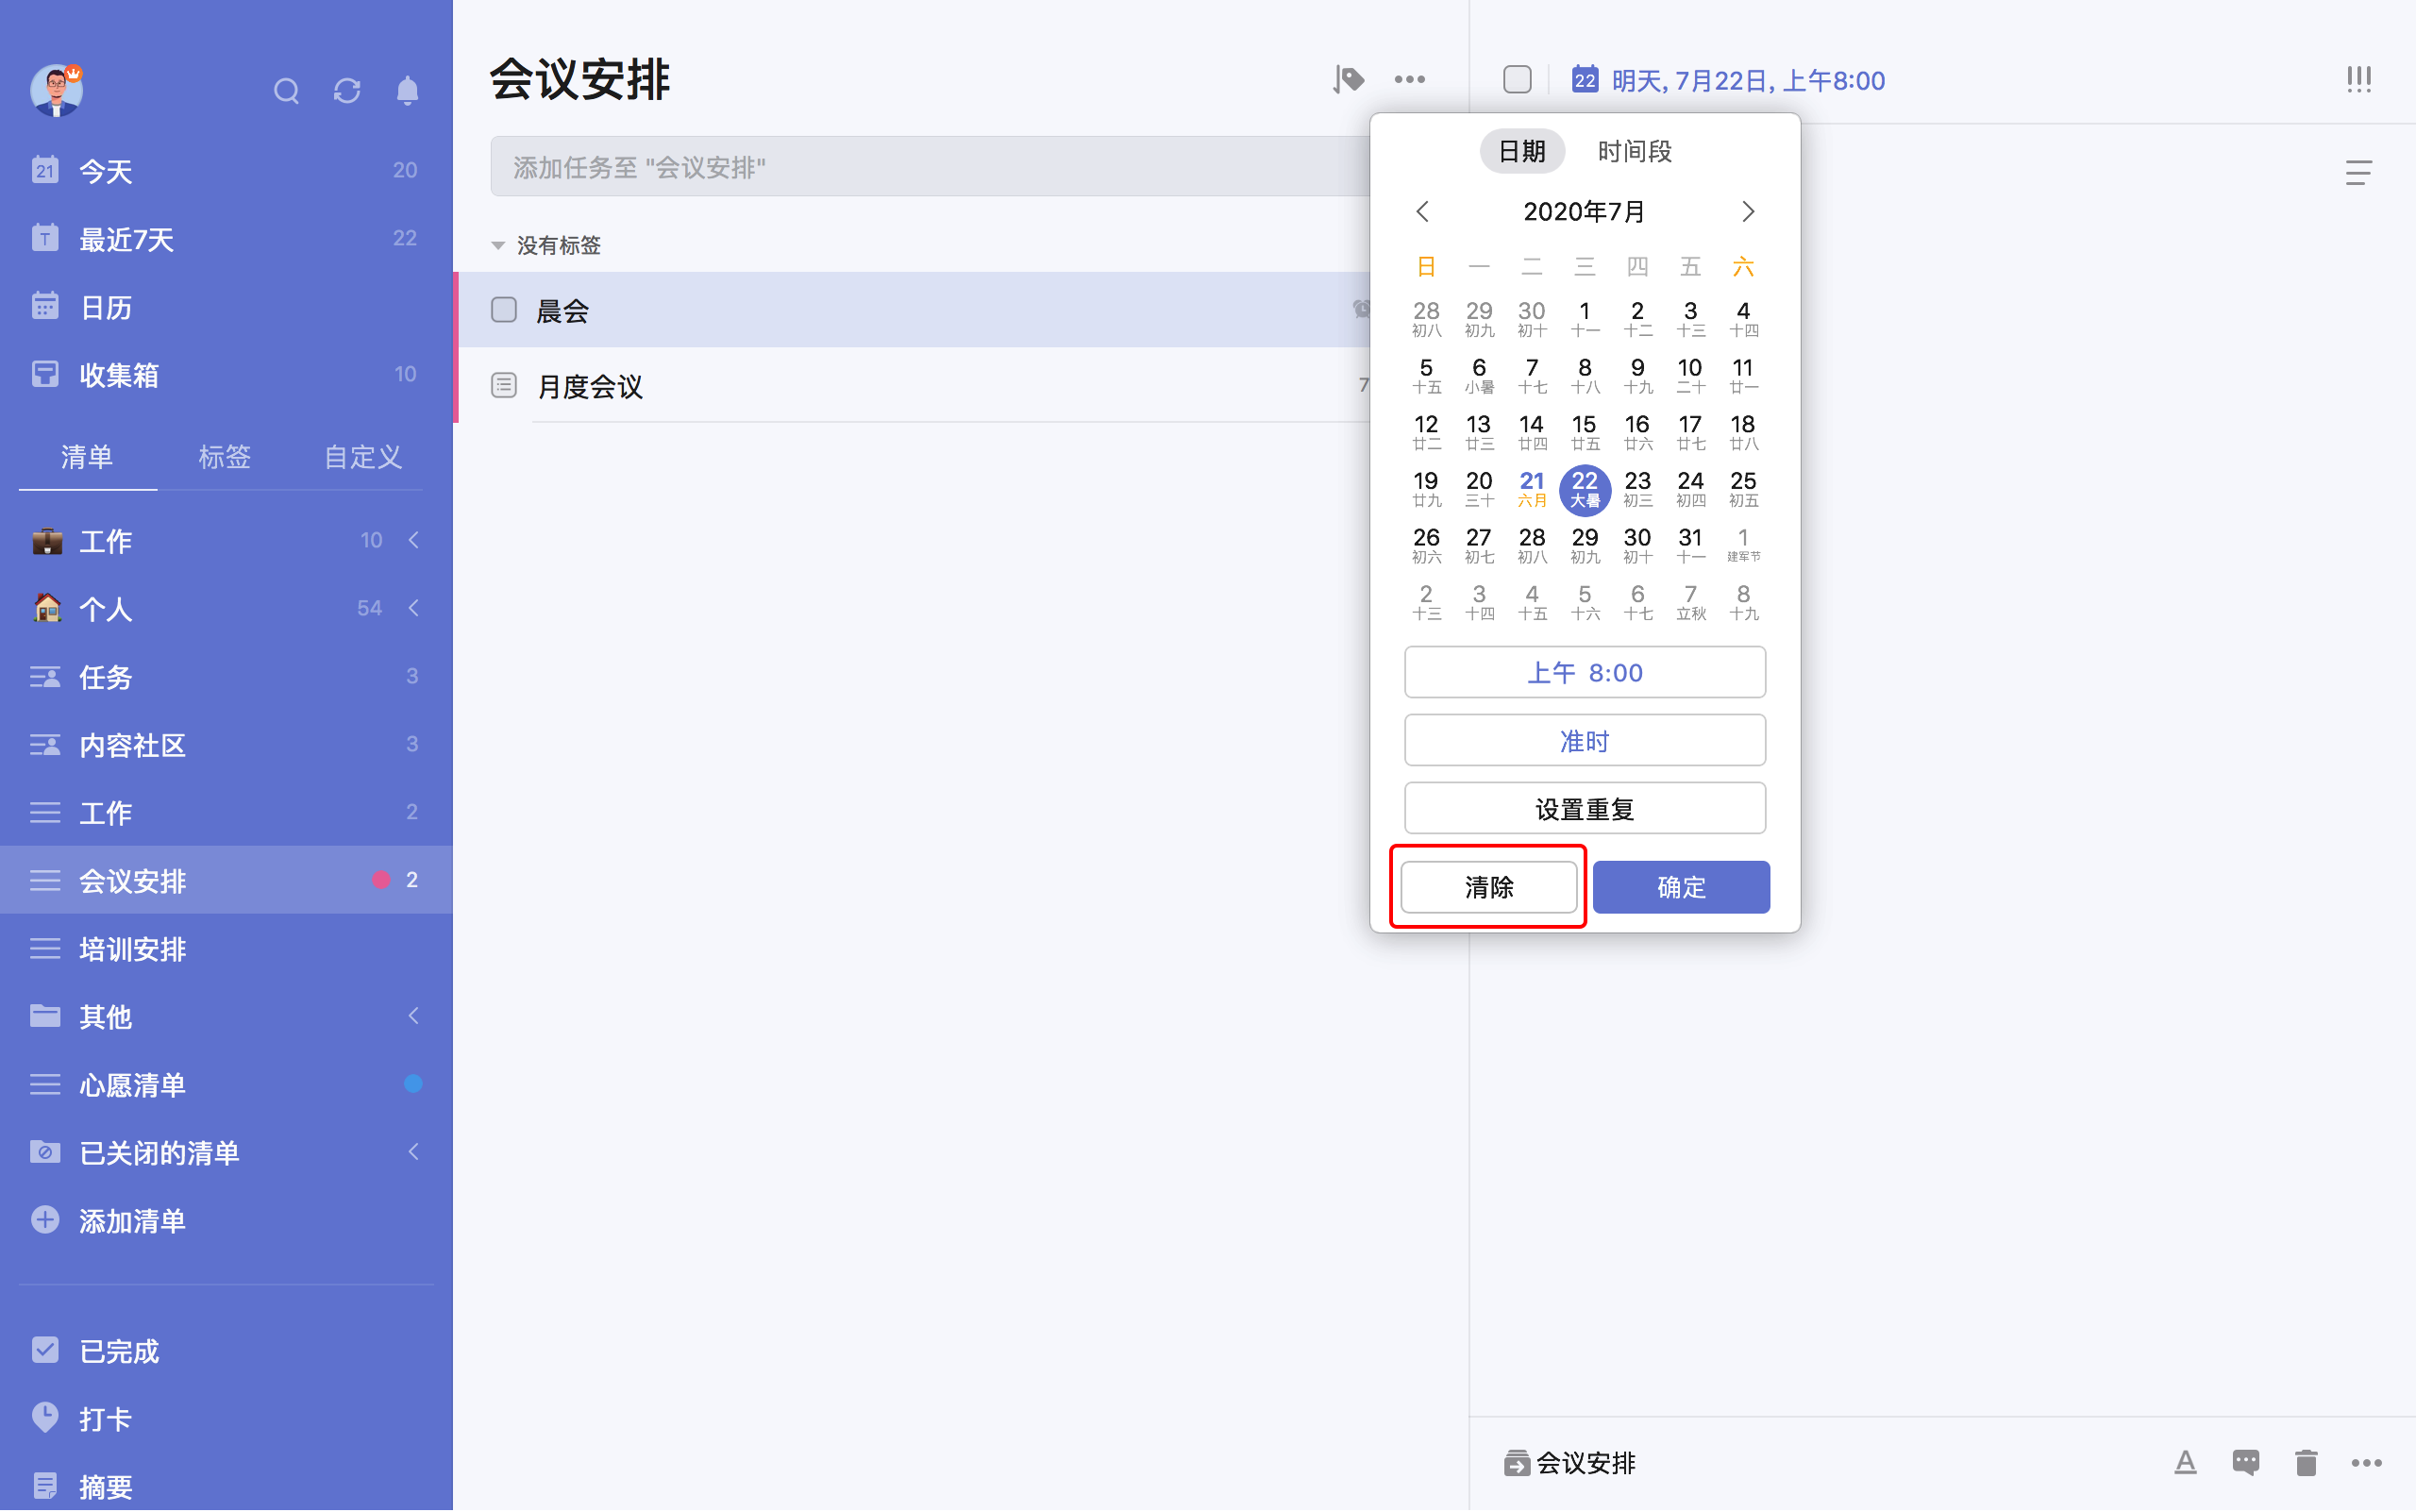 21 今天 20
T 最近7天 22
日历
收集箱 10
清单 标签 自定义
工作 10
个人 54
任务 3
内容社区 3
工作 2
会议安排 2
培训安排
其他
心愿清单
已关闭的清单
添加清单
已完成
打卡
摘要
会议安排
添加任务至 "会议安排"
没有标签
晨会
月度会议 7
22 明天, 7月22日, 上午8:00
日期 时间段
2020年7月
日 一 二 三 四 五 六
28 29 30 1 2 3 4
初八 初九 初十 十一 十二 十三 十四
5 6 7 8 9 10 11
十五 小暑 十七 十八 十九 二十 廿一
12 13 14 15 16 17 18
廿二 廿三 廿四 廿五 廿六 廿七 廿八
19 20 21 22 23 24 25
廿九 三十 六月 大暑 初三 初四 初五
26 27 28 29 30 31 1
初六 初七 初八 初九 初十 十一 建军节
2 3 4 5 6 7 8
十三 十四 十五 十六 十七 立秋 十九
上午 8:00
准时
设置重复
清除 确定
会议安排 A